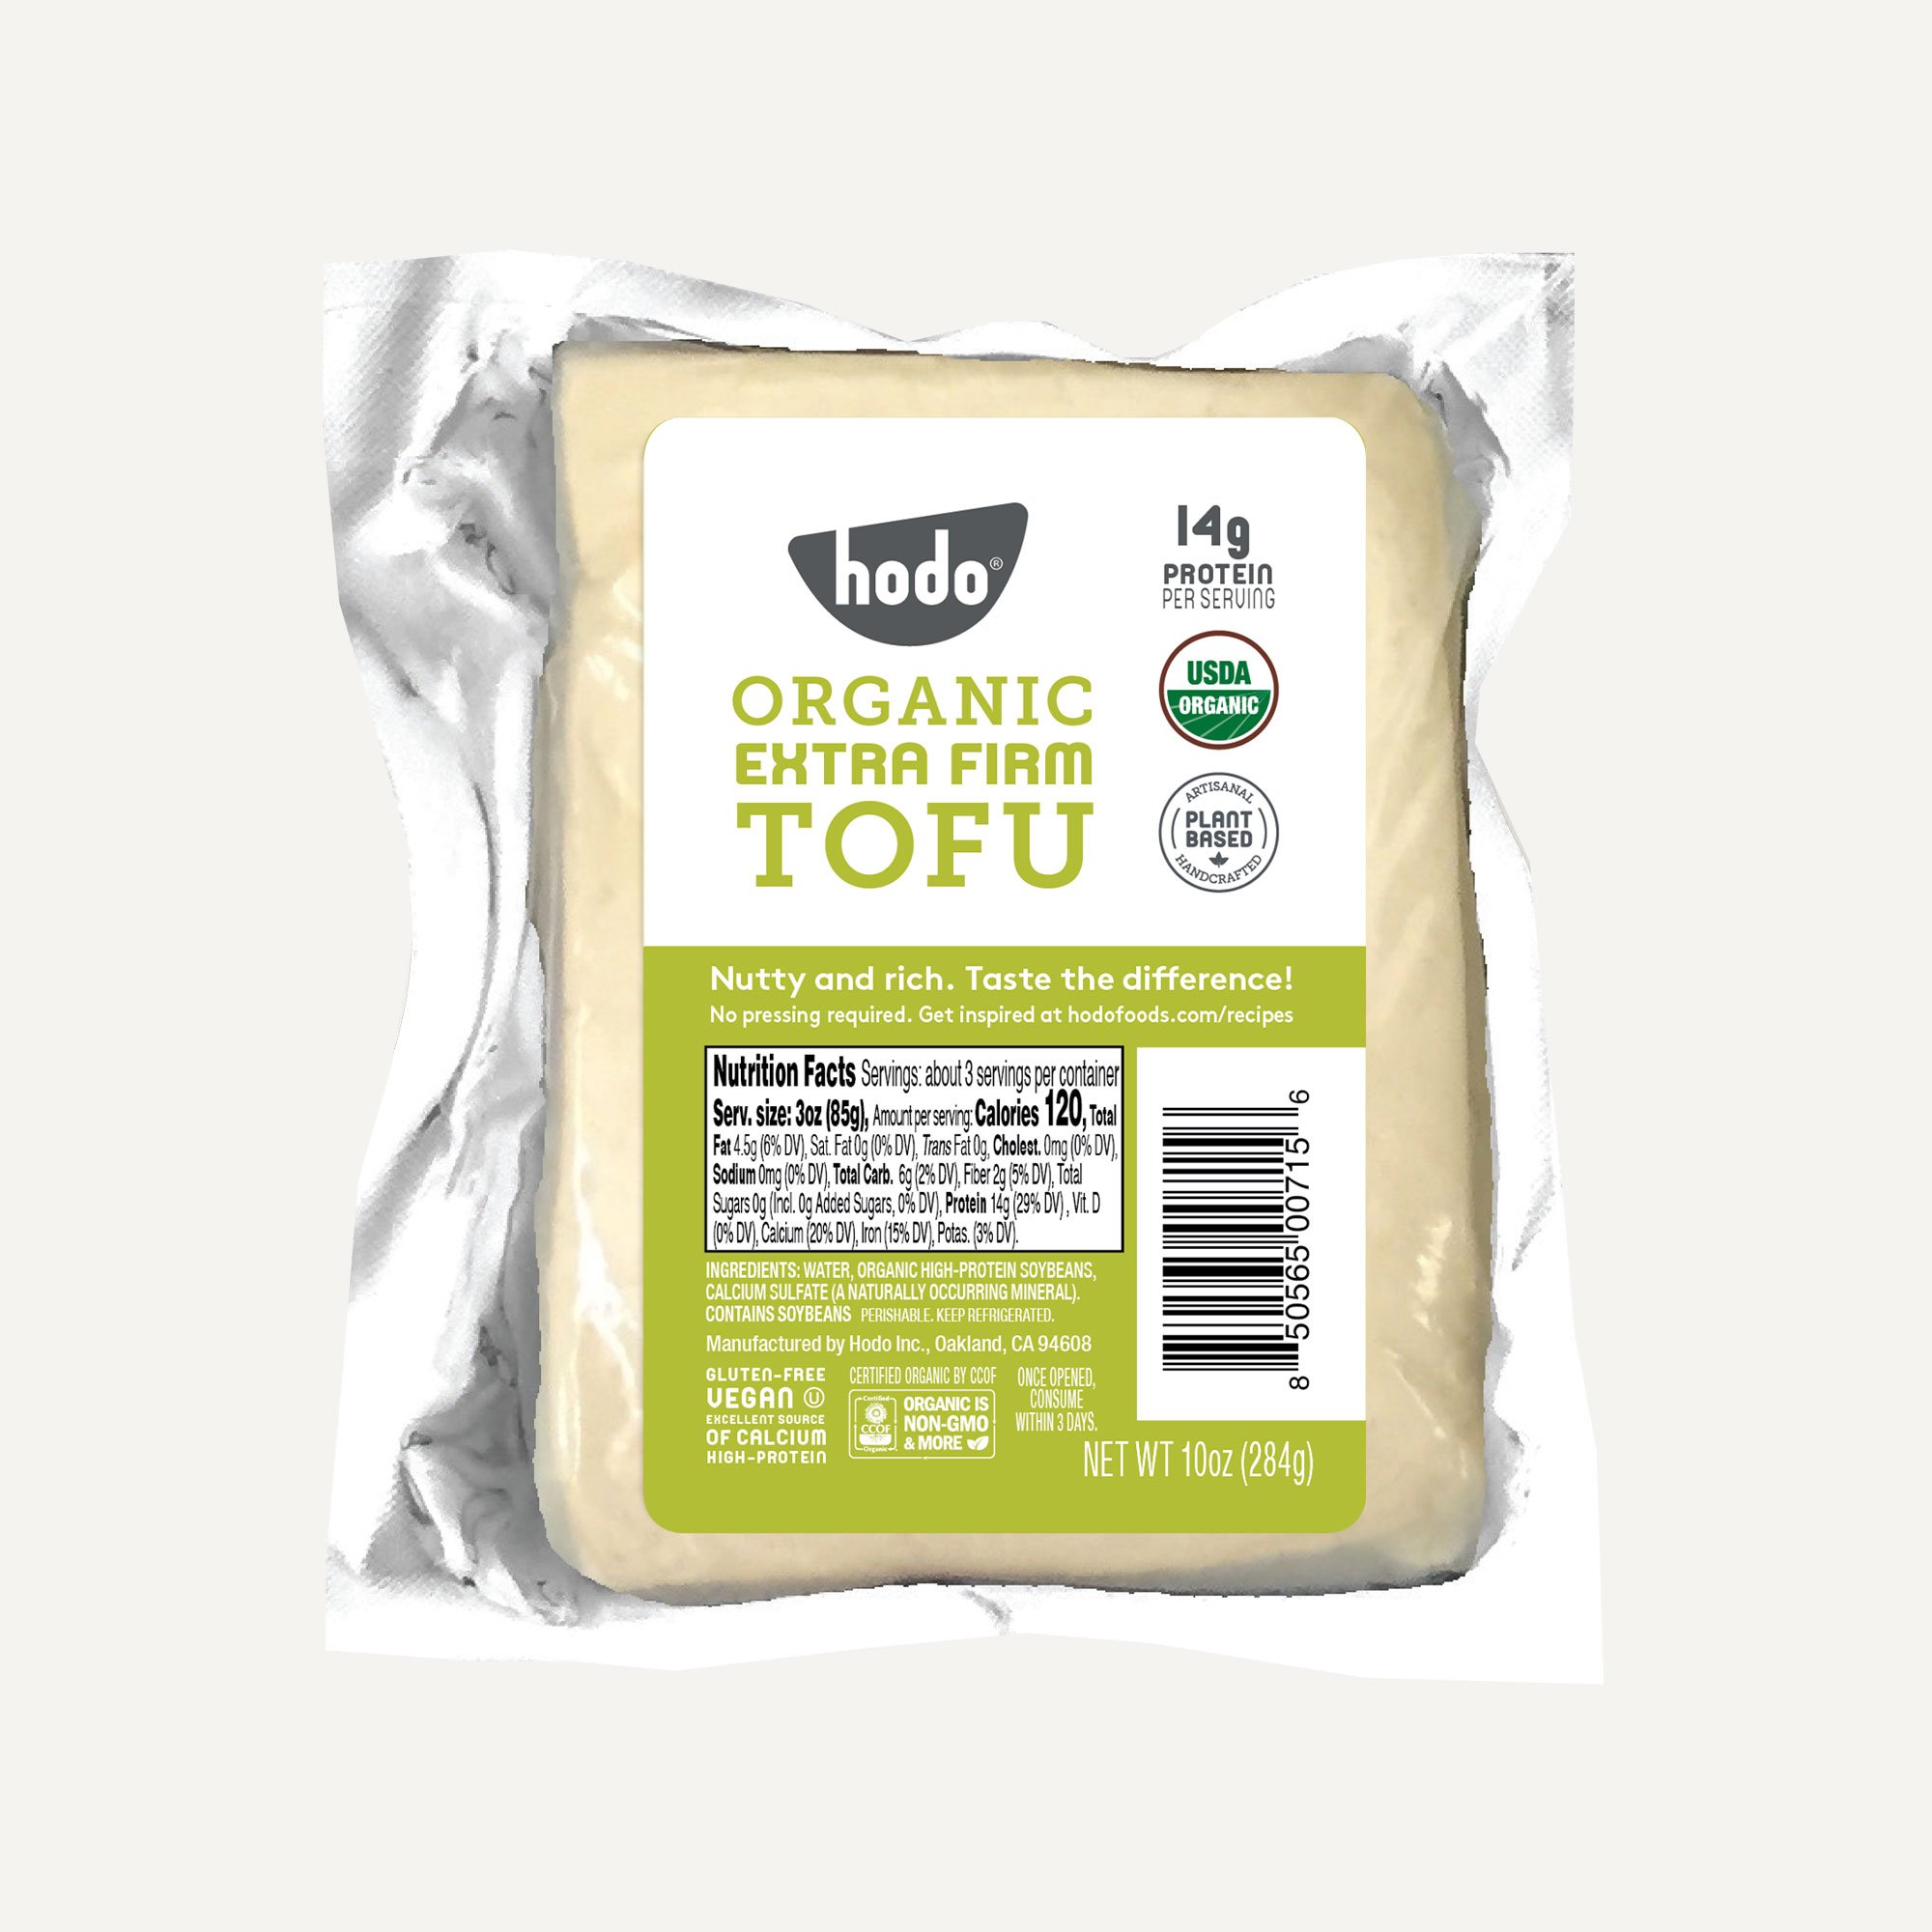 hodo®
ORGANIC
EXTRA FIRM
TOFU
14g
PROTEIN
PER SERVING
USDA
ORGANIC
ARTISANAL
PLANT
BASED
HANDCRAFTED
Nutty and rich. Taste the difference!
No pressing required. Get inspired at hodofoods.com/recipes
Nutrition Facts Servings: about 3 servings per container
Serv. size: 3oz (85g), Amount per serving: Calories 120, Total
Fat 4.5g (6% DV), Sat. Fat 0g (0% DV), Trans Fat 0g, Cholest. 0mg (0% DV),
Sodium 0mg (0% DV), Total Carb. 6g (2% DV), Fiber 2g (5% DV), Total
Sugars 0g (Incl. 0g Added Sugars, 0% DV), Protein 14g (29% DV) , Vit. D
(0% DV), Calcium (20% DV), Iron (15% DV), Potas. (3% DV).
INGREDIENTS: WATER, ORGANIC HIGH-PROTEIN SOYBEANS,
CALCIUM SULFATE (A NATURALLY OCCURRING MINERAL).
CONTAINS SOYBEANS PERISHABLE. KEEP REFRIGERATED.
Manufactured by Hodo Inc., Oakland, CA 94608
GLUTEN-FREE
VEGAN U
EXCELLENT SOURCE
OF CALCIUM
HIGH-PROTEIN
CERTIFIED ORGANIC BY CCOF
Certified
CCOF
Organic
ORGANIC IS
NON-GMO
& MORE
ONCE OPENED,
CONSUME
WITHIN 3 DAYS.
8 50565 00715 6
NET WT 10oz (284g)